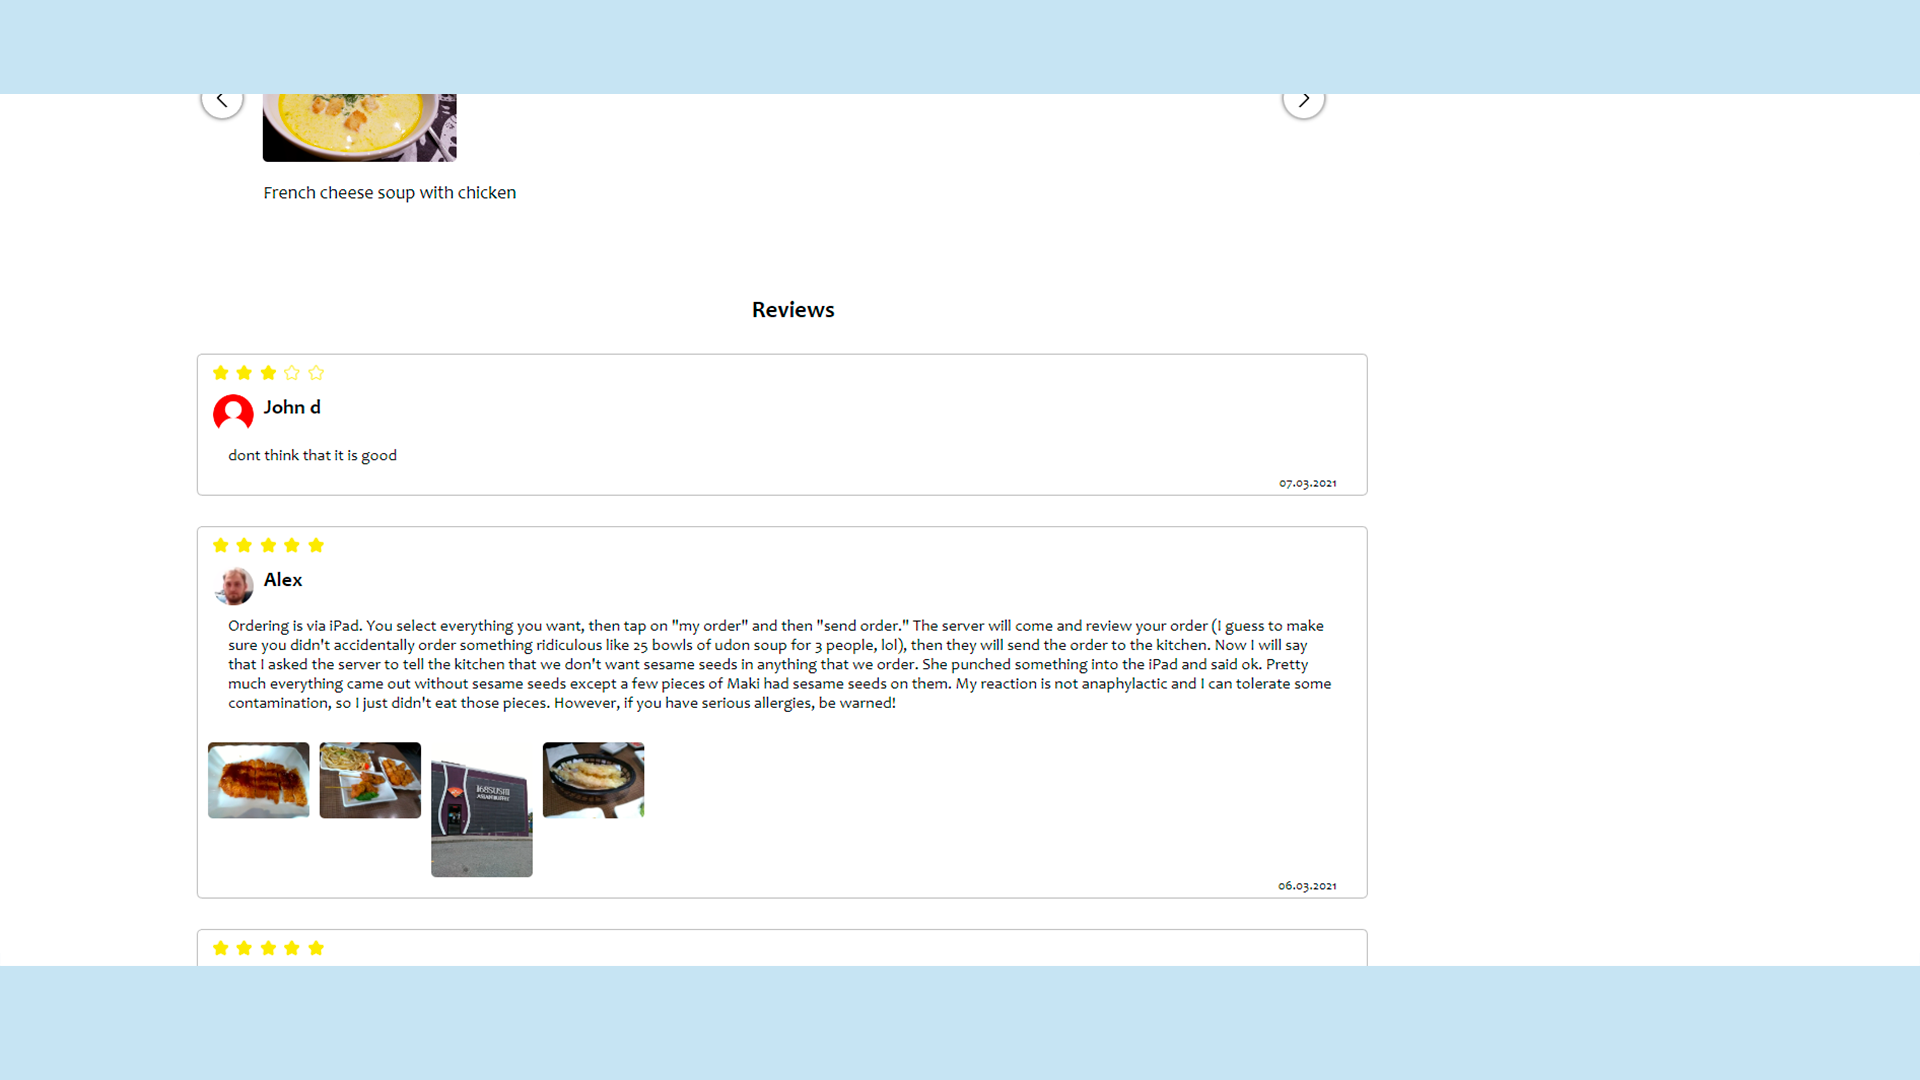 French cheese soup with chicken
Reviews
John d
dont think that it is good
07.03.2021
Alex
Ordering is via iPad. You select everything you want, then tap on "my order" and then "send order." The server will come and review your order (I guess to make
sure you didn't accidentally order something ridiculous like 25 bowls of udon soup for 3 people, lol), then they will send the order to the kitchen. Now I will say
that I asked the server to tell the kitchen that we don't want sesame seeds in anything that we order. She punched something into the iPad and said ok. Pretty
much everything came out without sesame seeds except a few pieces of Maki had sesame seeds on them. My reaction is not anaphylactic and I can tolerate some
contamination, so I just didn't eat those pieces. However, if you have serious allergies, be warned!
168SUSHI
06.03.2021